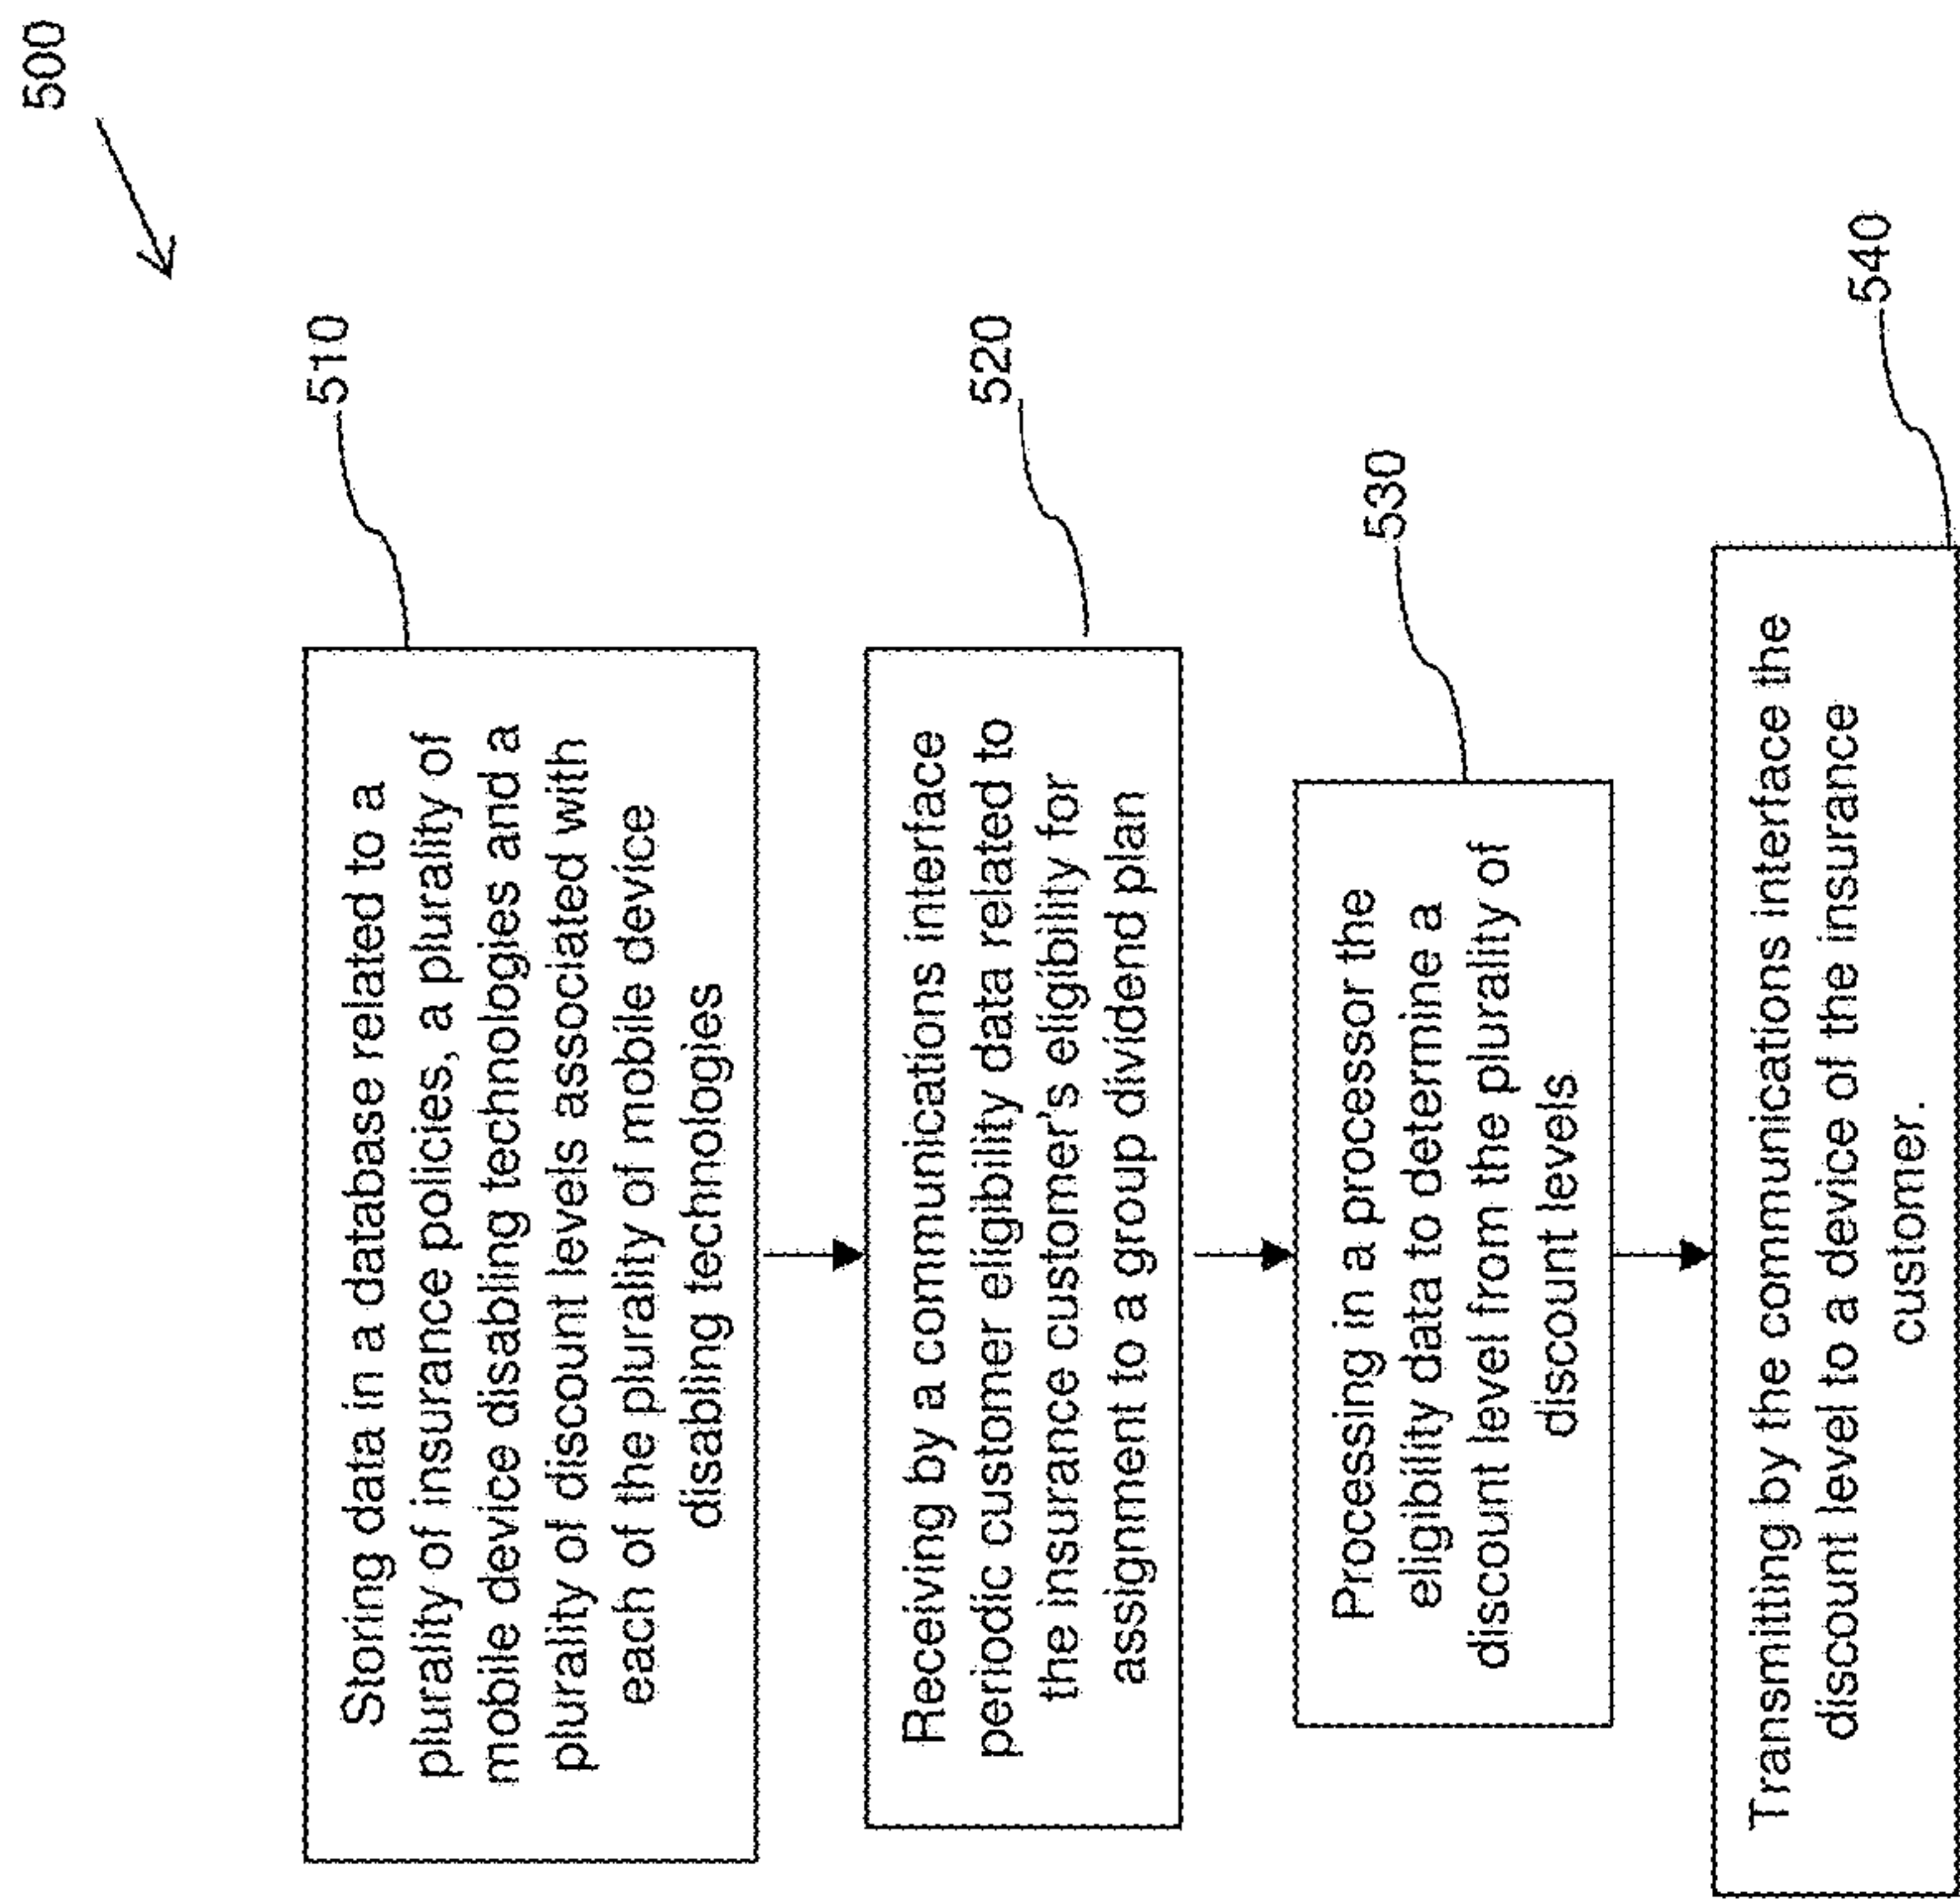 500
510
Storing data in a database related to a
plurality of insurance policies, a plurality of
mobile device disabling technologies and a
plurality of discount levels associated with
each of the plurality of mobile device
disabling technologies
520
Receiving by a communications interface
periodic customer eligibility data related to
the insurance customer's eligibility for
assignment to a group dividend plan
530
Processing in a processor the
eligibility data to determine a
discount level from the plurality of
discount levels
540
Transmitting by the communications interface the
discount level to a device of the insurance
customer.